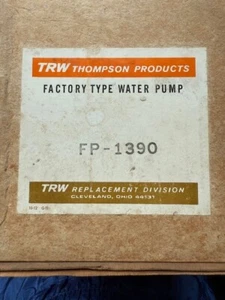 TRW THOMPSON PRODUCTS
FACTORY TYPE WATER PUMP
FP-1390
TRW REPLACEMENT DIVISION
CLEVELAND, OHIO 44131